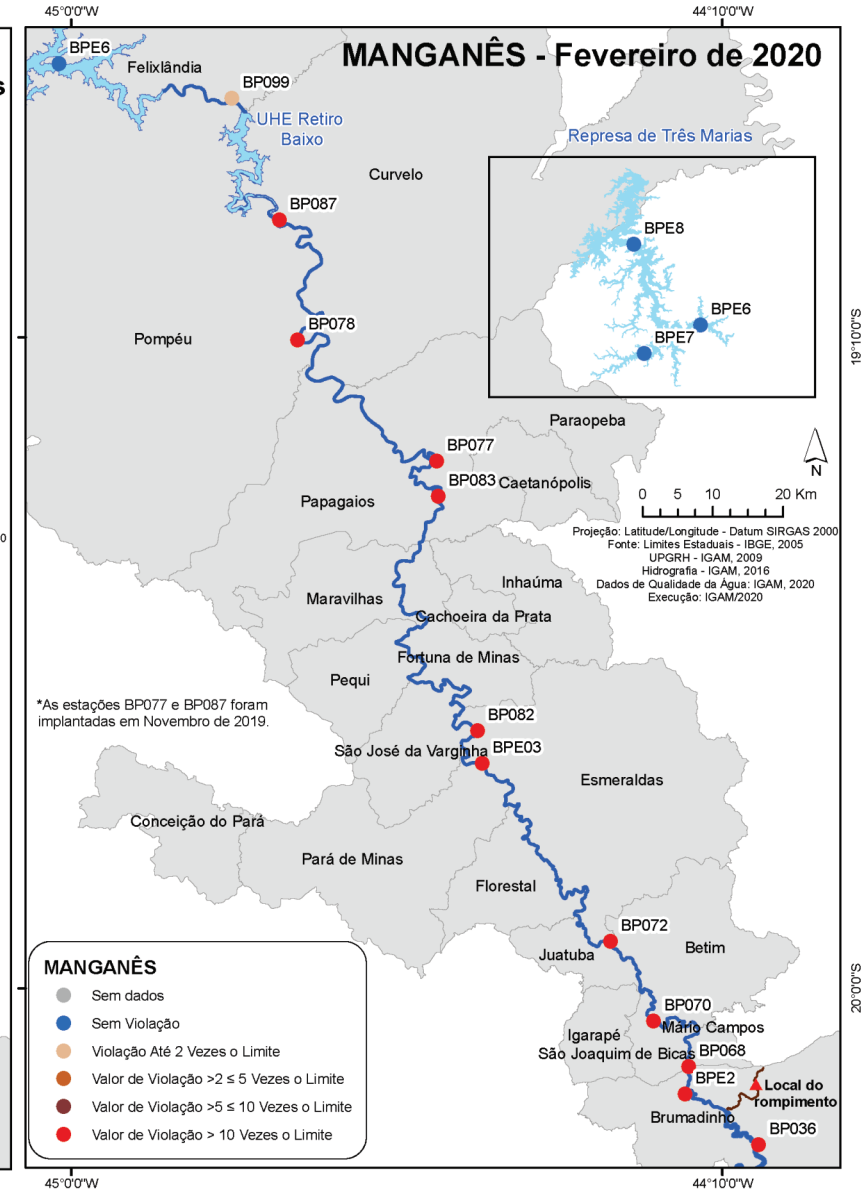 45°0'0"W
44°10'0"W
s
MANGANÊS - Fevereiro de 2020
BPE6
Felixlândia
BP099
UHE Retiro
Baixo
Represa de Três Marias
Curvelo
BP087
BPE8
BPE6
BPE7
BP078
Pompéu
19°10'0"S
Paraopeba
N
BP077
BP083
Caetanópolis
Papagaios
0 5 10 20 Km
Projeção: Latitude/Longitude - Datum SIRGAS 2000
Fonte: Limites Estaduais - IBGE, 2005
UPGRH - IGAM, 2009
Hidrografia - IGAM, 2016
Dados de Qualidade da Água: IGAM, 2020
Execução: IGAM/2020
0
Inhaúma
Maravilhas
Cachoeira da Prata
Fortuna de Minas
Pequi
*As estações BP077 e BP087 foram
implantadas em Novembro de 2019.
BP082
São José da Varginha
BPE03
Esmeraldas
Conceição do Pará
Pará de Minas
Florestal
BP072
Juatuba
Betim
20°0'0"S
BP070
Mário Campos
Igarapé
São Joaquim de Bicas
BP068
BPE2
Local do
rompimento
Brumadinho
BP036
MANGANÊS
Sem dados
Sem Violação
Violação Até 2 Vezes o Limite
Valor de Violação >2 ≤ 5 Vezes o Limite
Valor de Violação >5 ≤ 10 Vezes o Limite
Valor de Violação > 10 Vezes o Limite
45°0'0"W
44°10'0"W